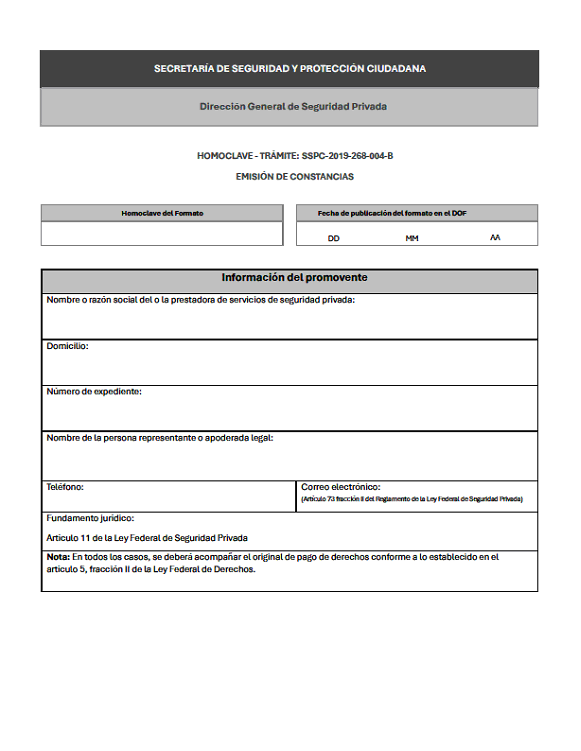 SECRETARÍA DE SEGURIDAD Y PROTECCIÓN CIUDADANA
Dirección General de Seguridad Privada
HOMOCLAVE - TRÁMITE: SSPC-2019-268-004-B
EMISIÓN DE CONSTANCIAS
Homoclave del Formato
Fecha de publicación del formato en el DOF
DD MM AA
Información del promovente
Nombre o razón social del o la prestadora de servicios de seguridad privada:
Domicilio:
Número de expediente:
Nombre de la persona representante o apoderada legal:
Teléfono:
Correo electrónico:
(Artículo 73 fracción II del Reglamento de la Ley Federal de Seguridad Privada)
Fundamento jurídico:
Articulo 11 de la Ley Federal de Seguridad Privada
Nota: En todos los casos, se deberá acompañar el original de pago de derechos conforme a lo establecido en el
artículo 5, fracción II de la Ley Federal de Derechos.